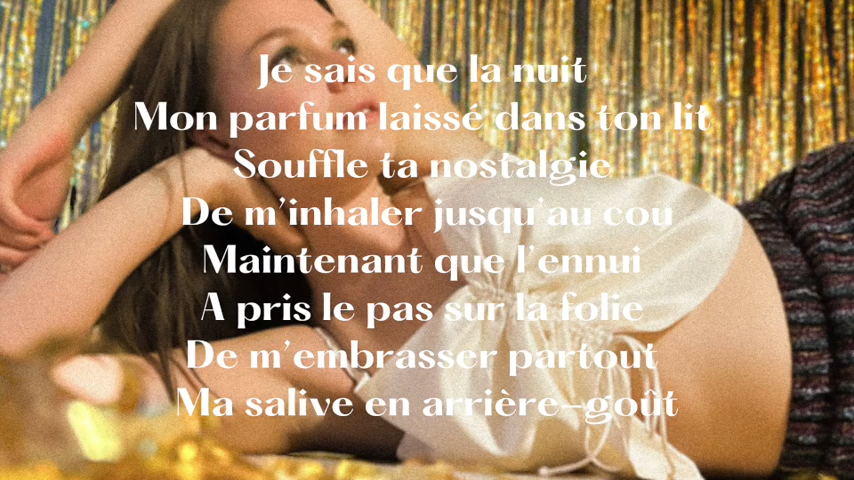 Je sais que la nuit
Mon parfum laissé dans ton lit
Souffle ta nostalgie
De m'inhaler jusqu'au cou
Maintenant que l'ennui
A pris le pas sur la folie
De m'embrasser partout
Ma salive en arrière-goût